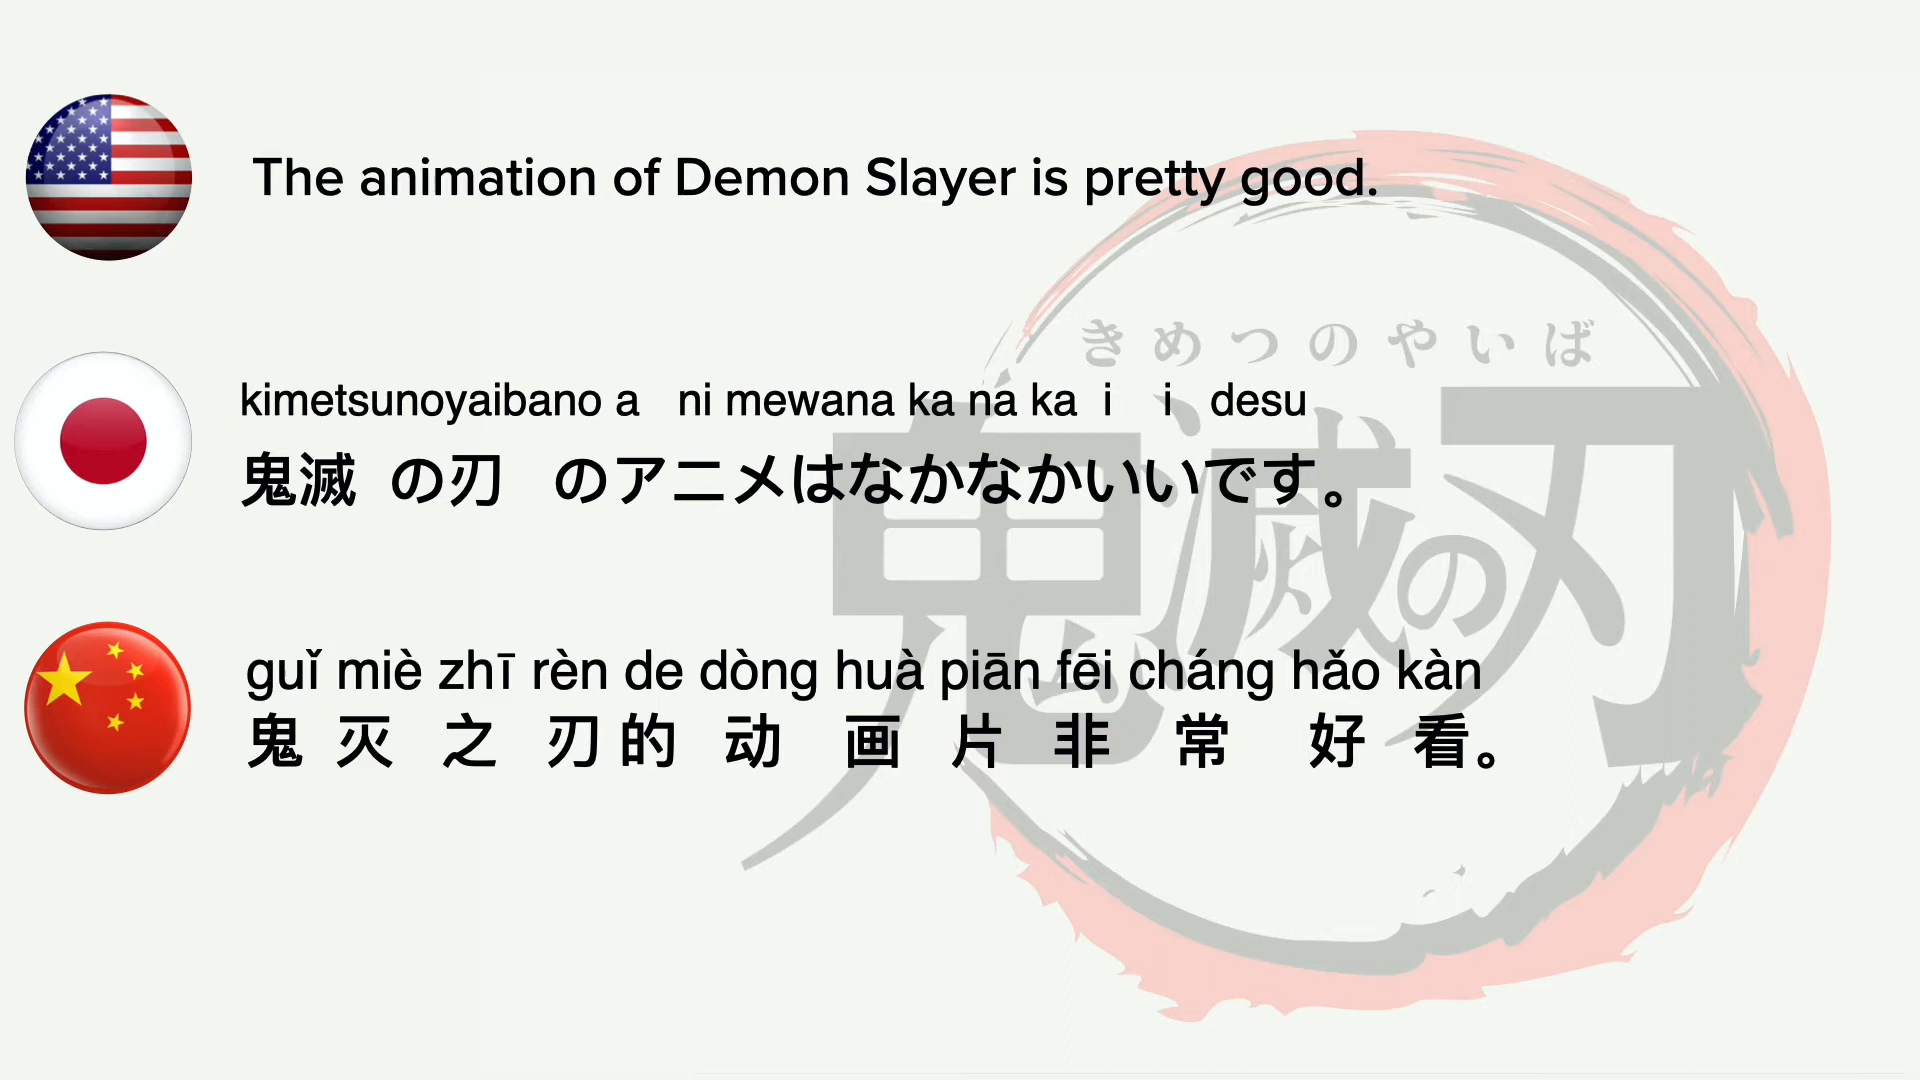 The animation of Demon Slayer is pretty good.
きめつのやいば
kimetsunoyaibano a ni mewana ka na ka i i desu
鬼滅 の刃 のアニメはなかなかいいです。
鬼滅の刃
guǐ miè zhī rèn de dòng huà piān fēi cháng hǎo kàn
鬼 灭 之 刃 的 动 画 片 非 常 好 看。